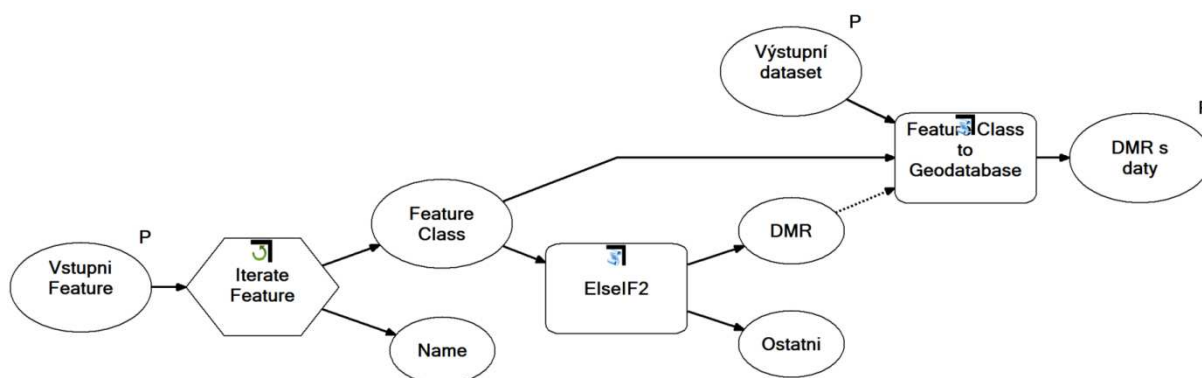 P
Výstupní
dataset
Feature Class
to
Geodatabase
P
DMR s
daty
Feature
Class
DMR
P
Vstupni
Feature
Iterate
Feature
ElseIF2
Name
Ostatni